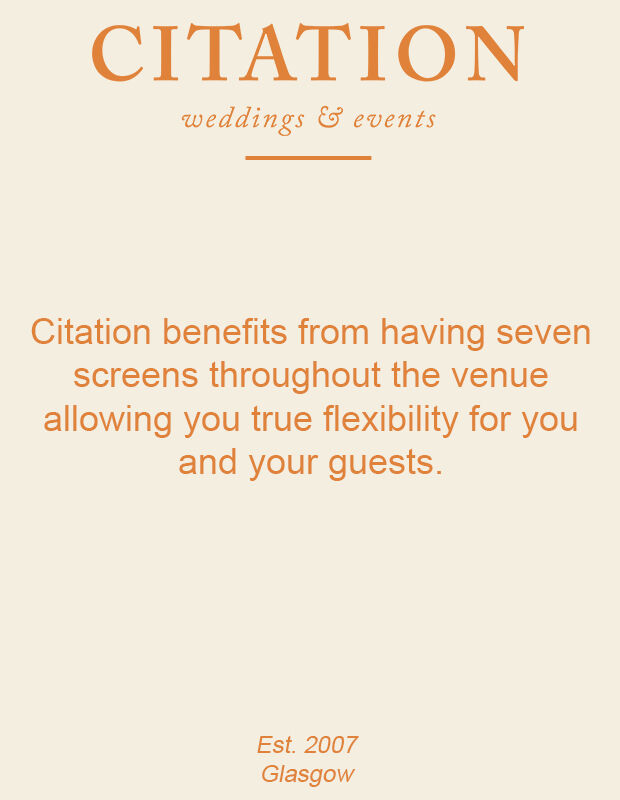 CITATION
weddings & events
Citation benefits from having seven
screens throughout the venue
allowing you true flexibility for you
and your guests.
Est. 2007
Glasgow